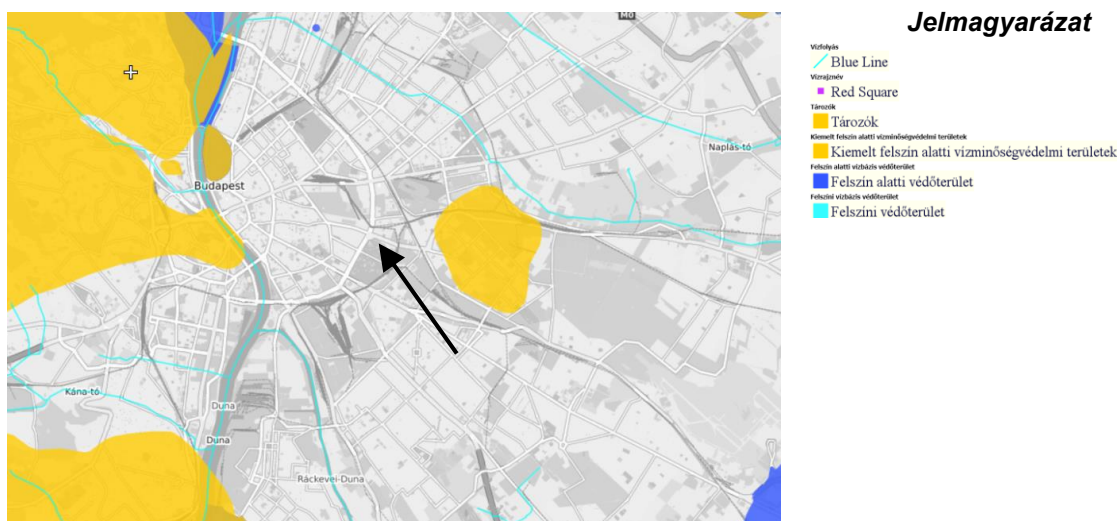 M0
Naplás-tó
Budapest
Kána-tó
Duna
Duna
Ráckevei-Duna
Jelmagyarázat
Vízfolyás
Blue Line
Vízrajznév
Red Square
Tározók
Tározók
Kiemelt felszín alatti vízminőségvédelmi területek
Kiemelt felszín alatti vízminőségvédelmi területek
Felszín alatti vízbázis védőterület
Felszín alatti védőterület
Felszíni vízbázis védőterület
Felszíni védőterület